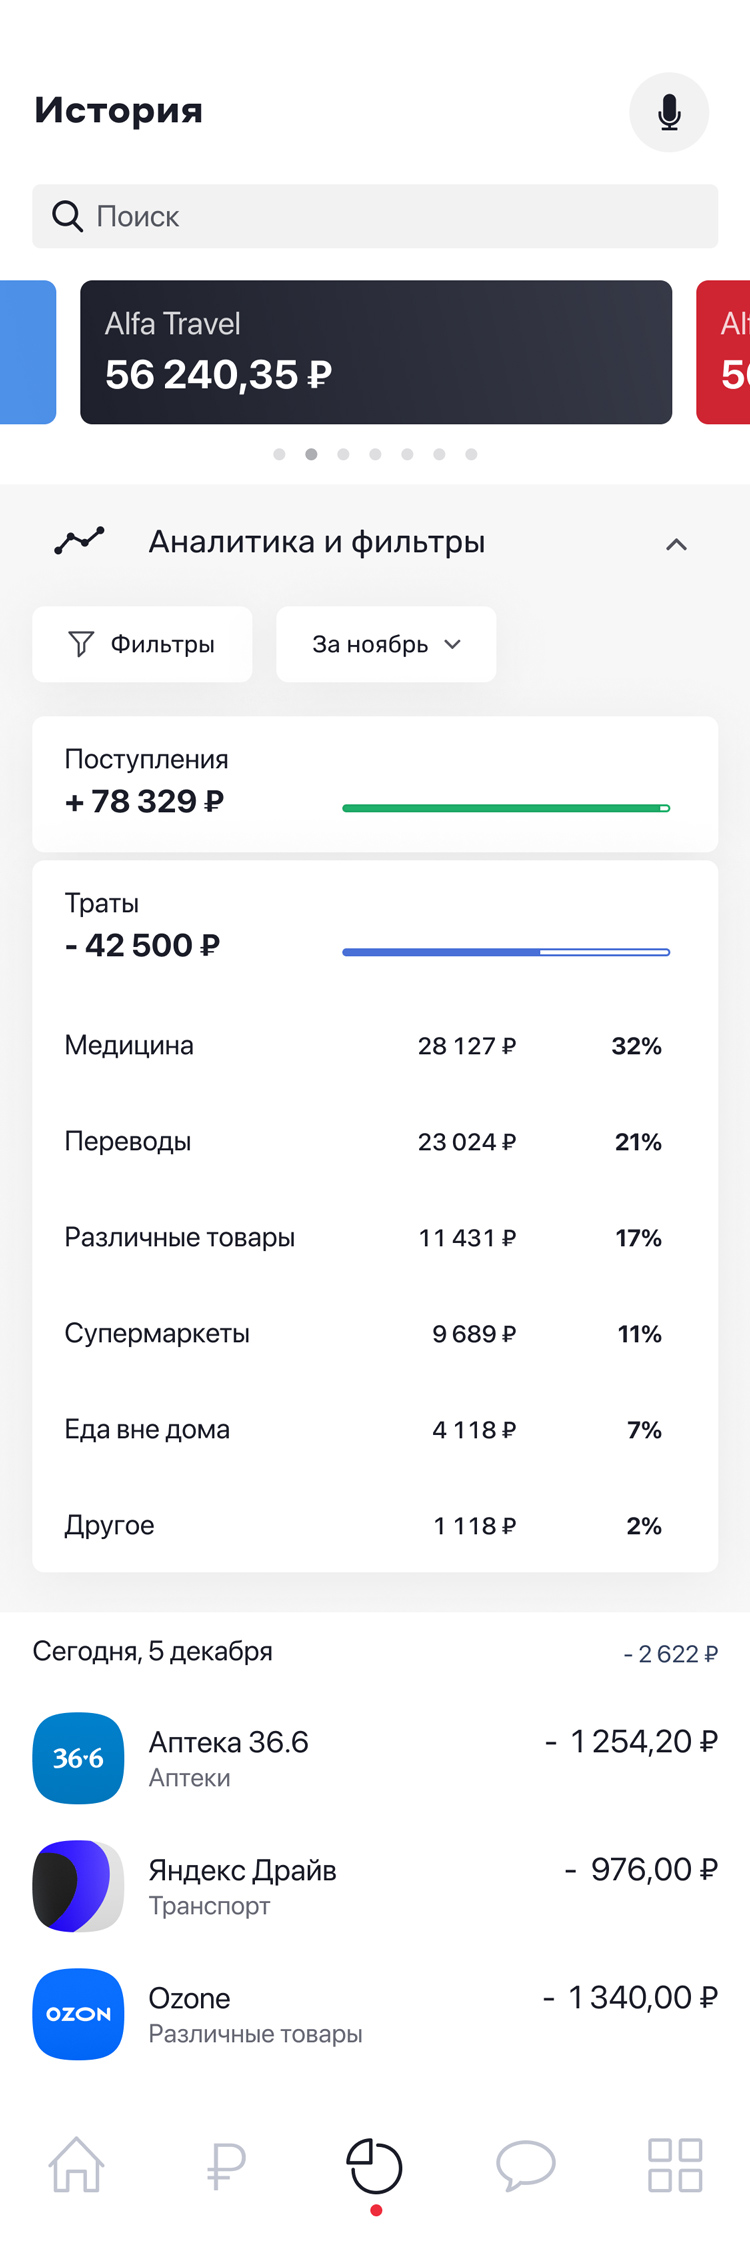 История
Поиск
Alfa Travel
56 240,35 ₽
Аналитика и фильтры
Фильтры
За ноябрь
Поступления
+ 78 329 ₽
Траты
- 42 500 ₽
Медицина 28 127 ₽ 32%
Переводы 23 024 ₽ 21%
Различные товары 11 431 ₽ 17%
Супермаркеты 9 689 ₽ 11%
Еда вне дома 4 118 ₽ 7%
Другое 1 118 ₽ 2%
Сегодня, 5 декабря - 2 622 ₽
36•6
Аптека 36.6 - 1 254,20 ₽
Аптеки
Яндекс Драйв - 976,00 ₽
Транспорт
OZON
Ozone - 1 340,00 ₽
Различные товары